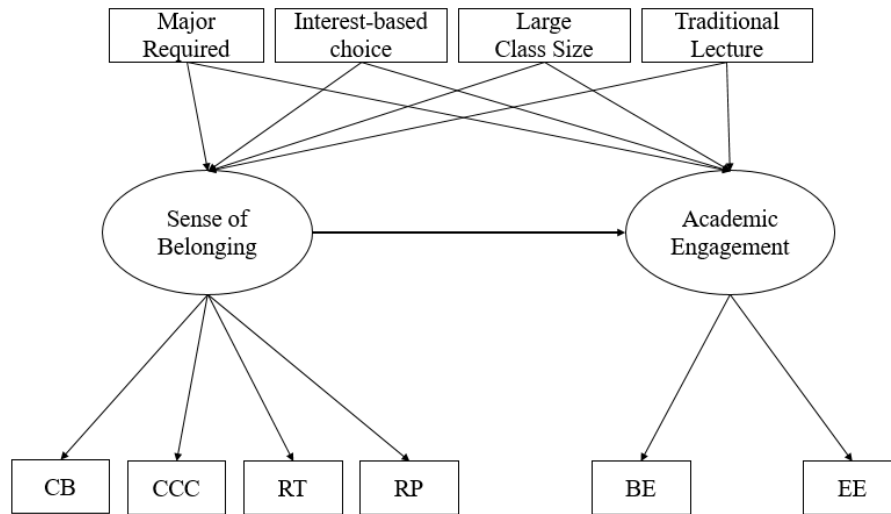 Major
Required
Interest-based
choice
Large
Class Size
Traditional
Lecture
Sense of
Belonging
Academic
Engagement
CB
CCC
RT
RP
BE
EE